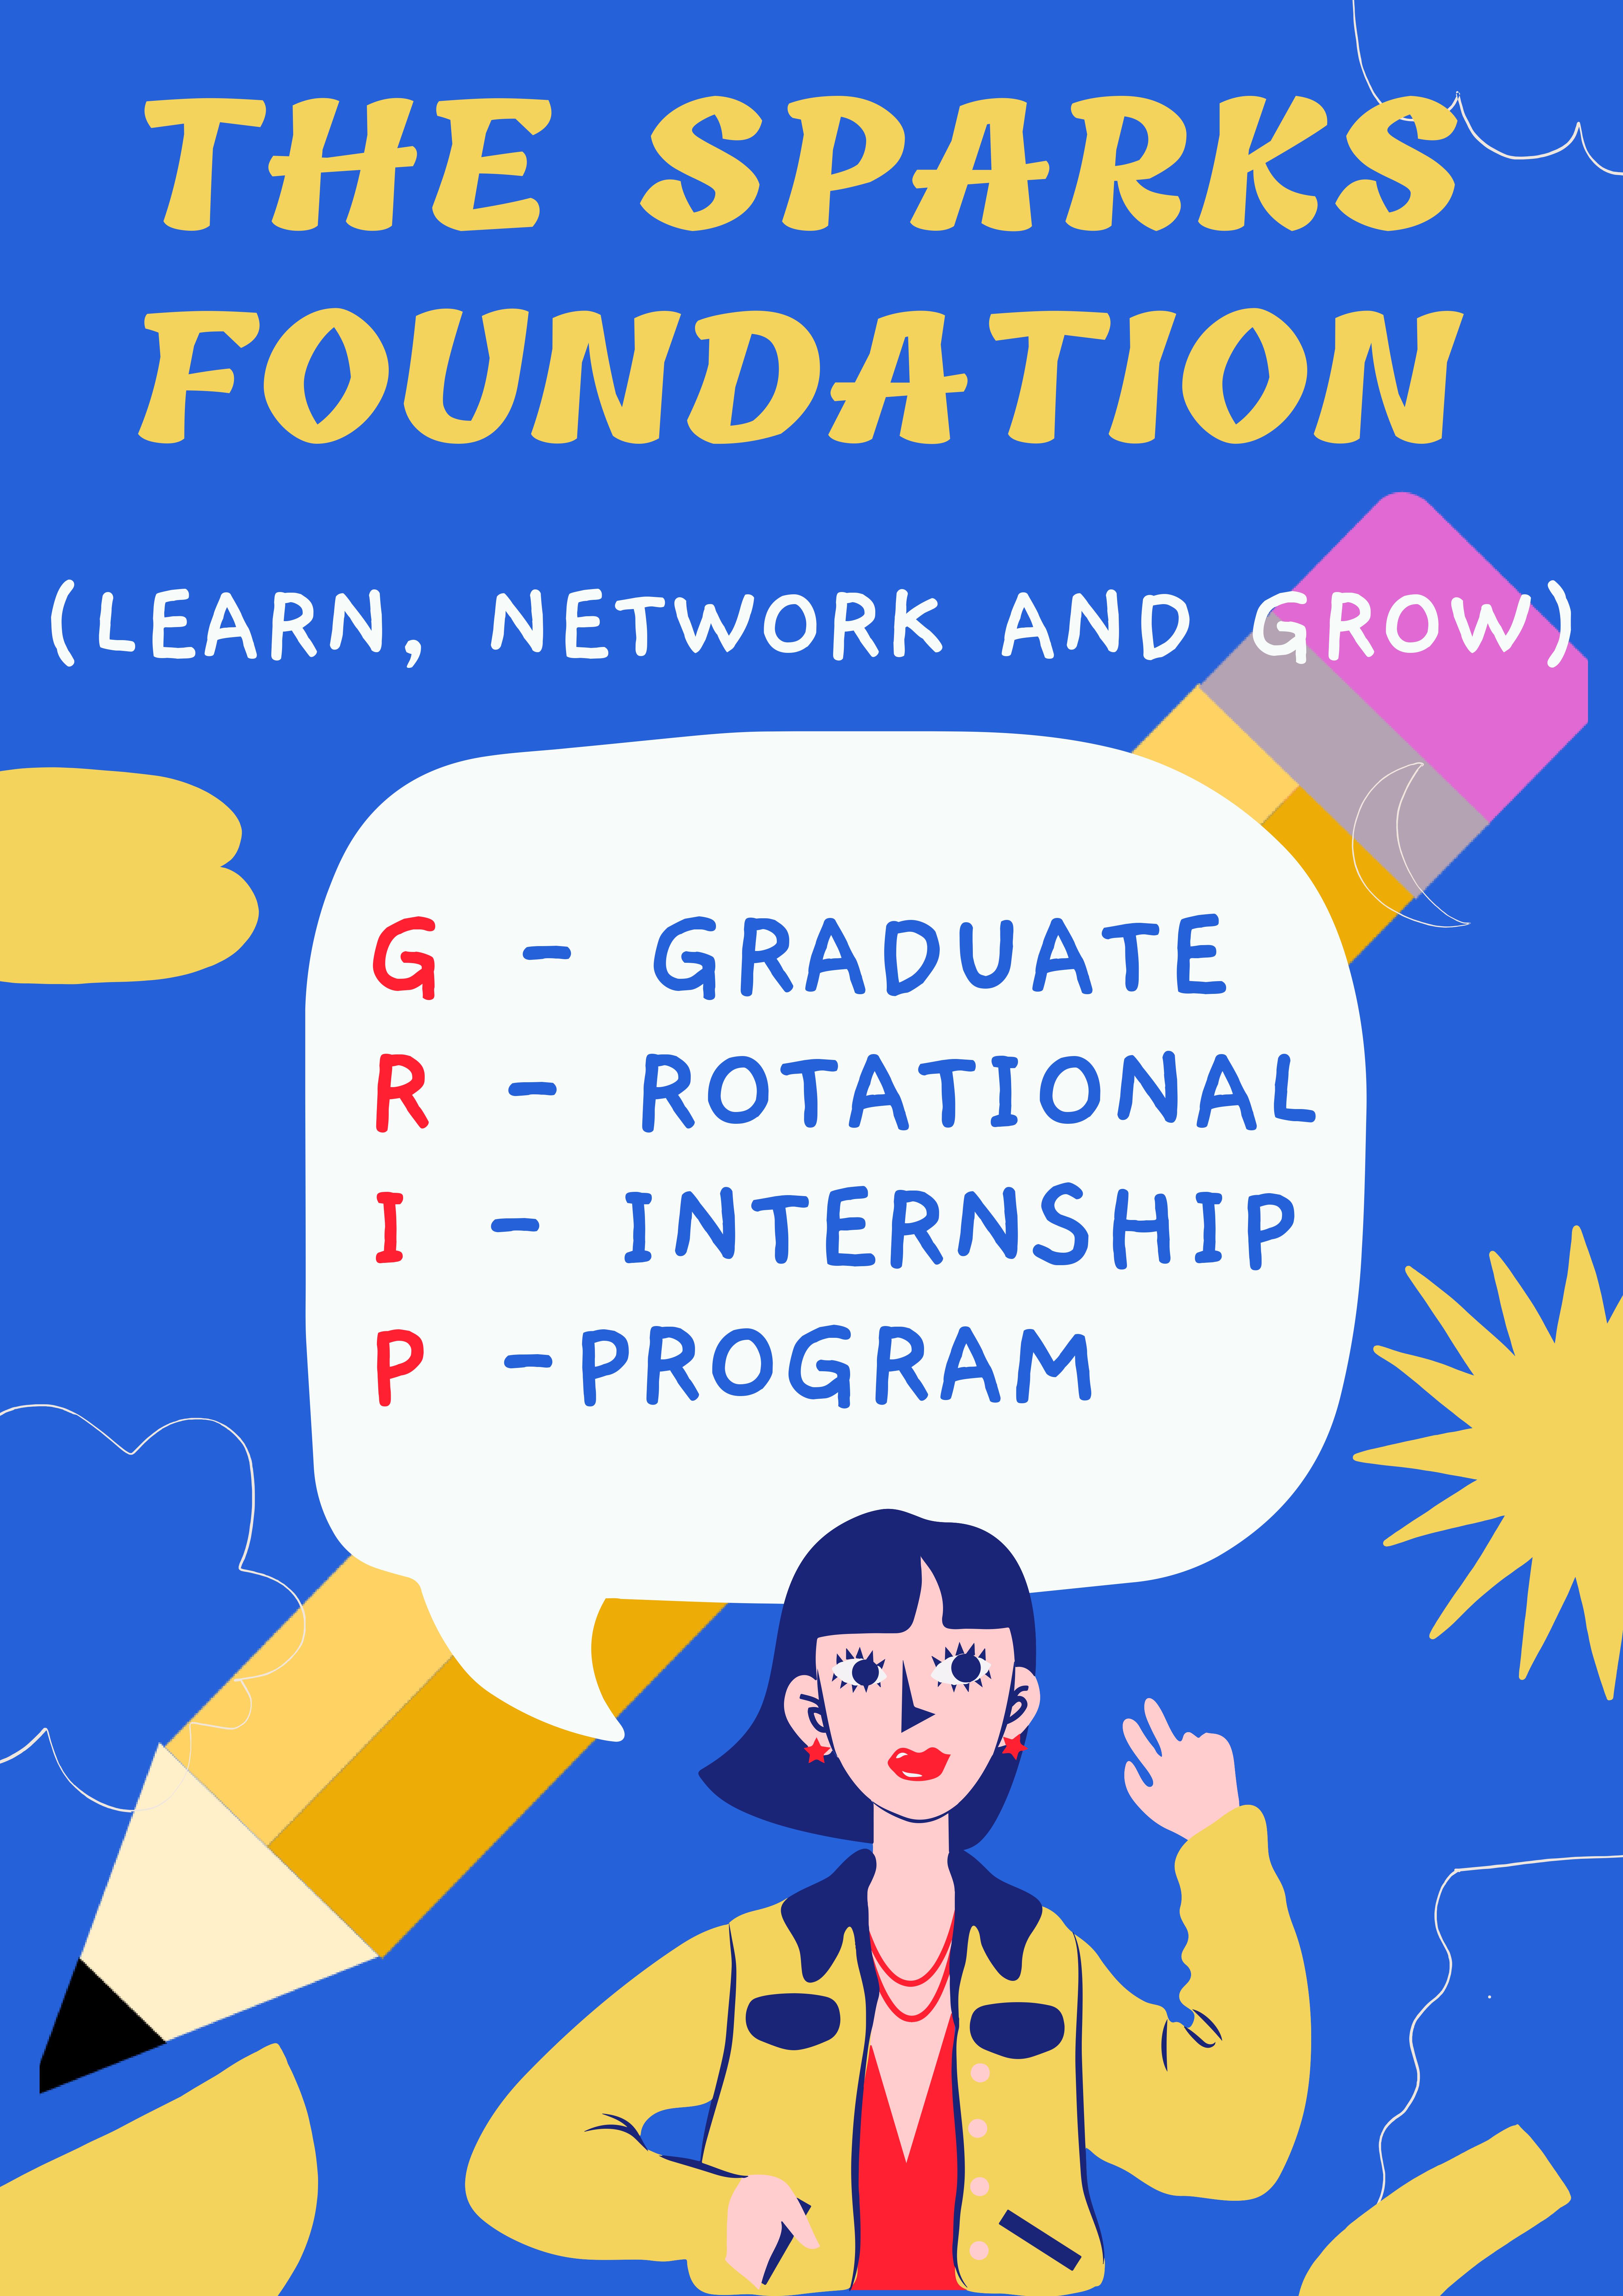 THE SPARKS
FOUNDATION
(LEARN, NETWORK AND GROW)
G - GRADUATE
R - ROTATIONAL
I - INTERNSHIP
P -PROGRAM